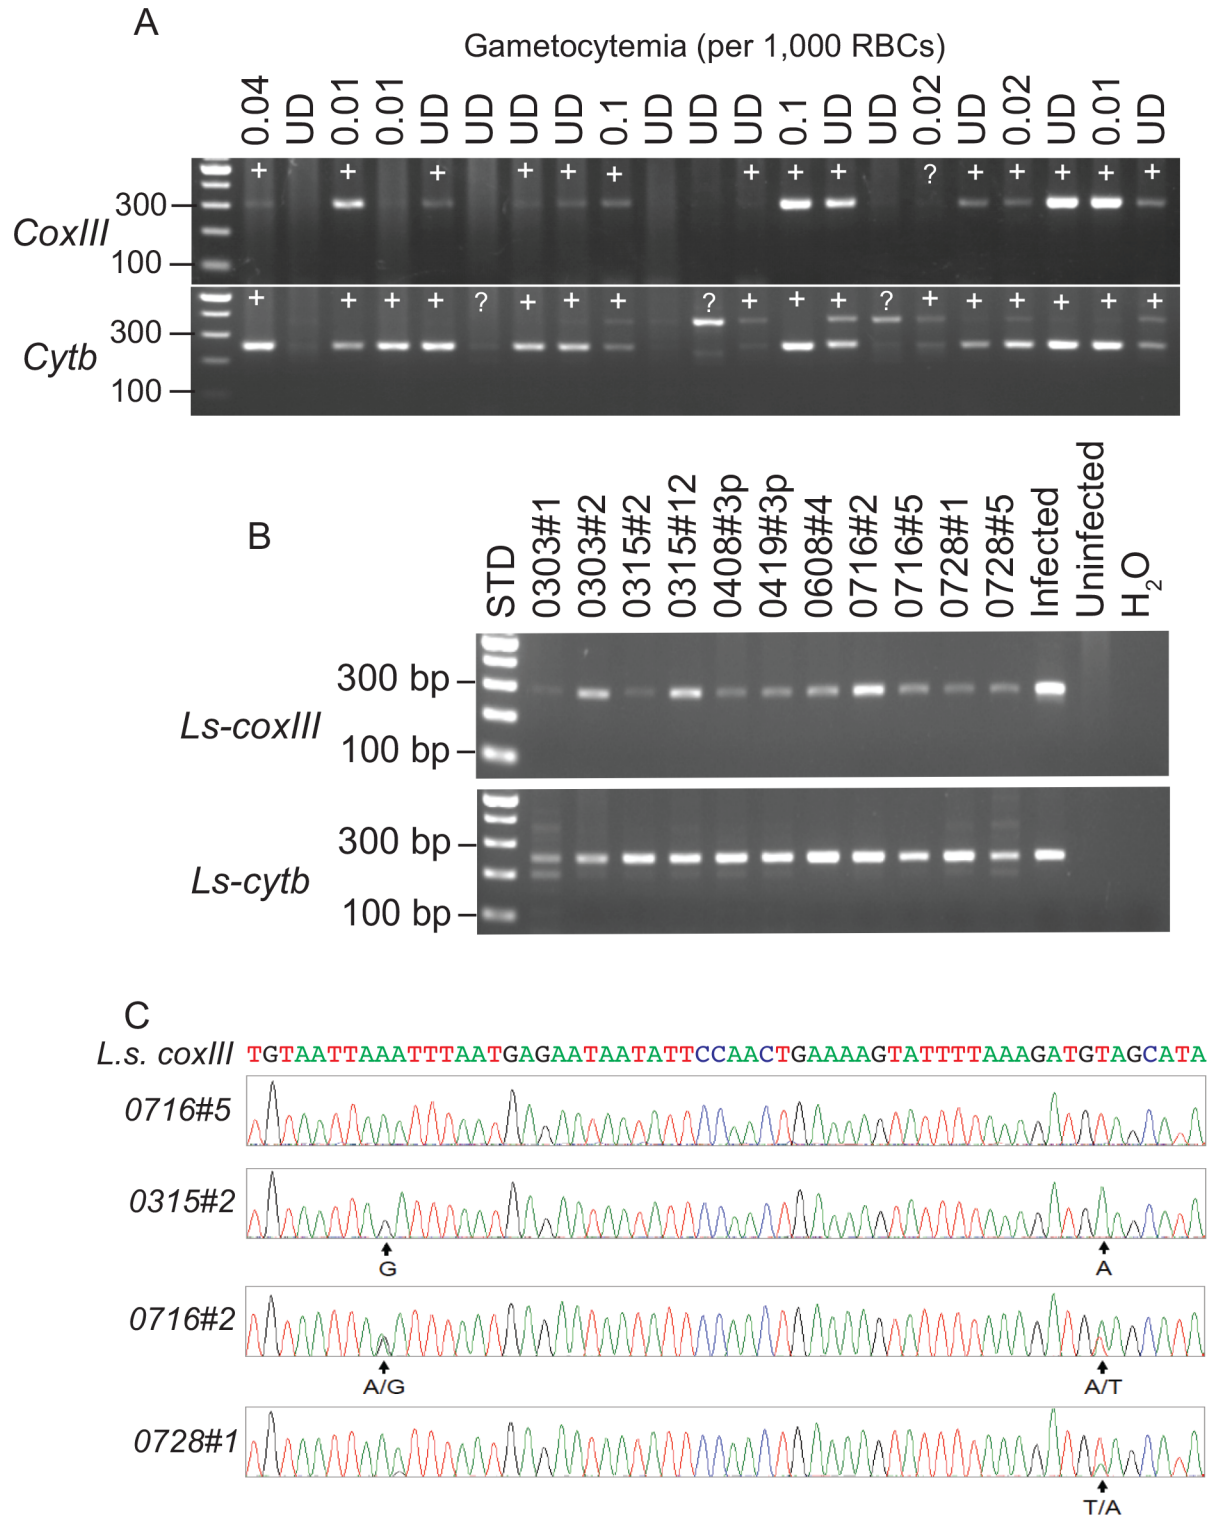 A
Gametocytemia (per 1,000 RBCs)
0.04 UD 0.01 0.01 UD UD UD UD 0.1 UD UD UD 0.1 UD UD 0.02 UD 0.02 UD 0.01 UD
+ + + + + + + + + ? + + + + +
300
CoxIII
100
+ + + + ? + + + ? + + + ? + + + + + +
300
Cytb
100
B
STD 0303#1 0303#2 0315#2 0315#12 0408#3p 0419#3p 0608#4 0716#2 0716#5 0728#1 0728#5 Infected Uninfected H2O
300 bp
Ls-coxIII
100 bp
300 bp
Ls-cytb
100 bp
C
L.s. coxIII TGTAATTAAATTTAATGAGAATAATATTCCAACTGAAAAGTATTTTAAAGATGTAGCATA
0716#5
0315#2
G A
0716#2
A/G A/T
0728#1
T/A